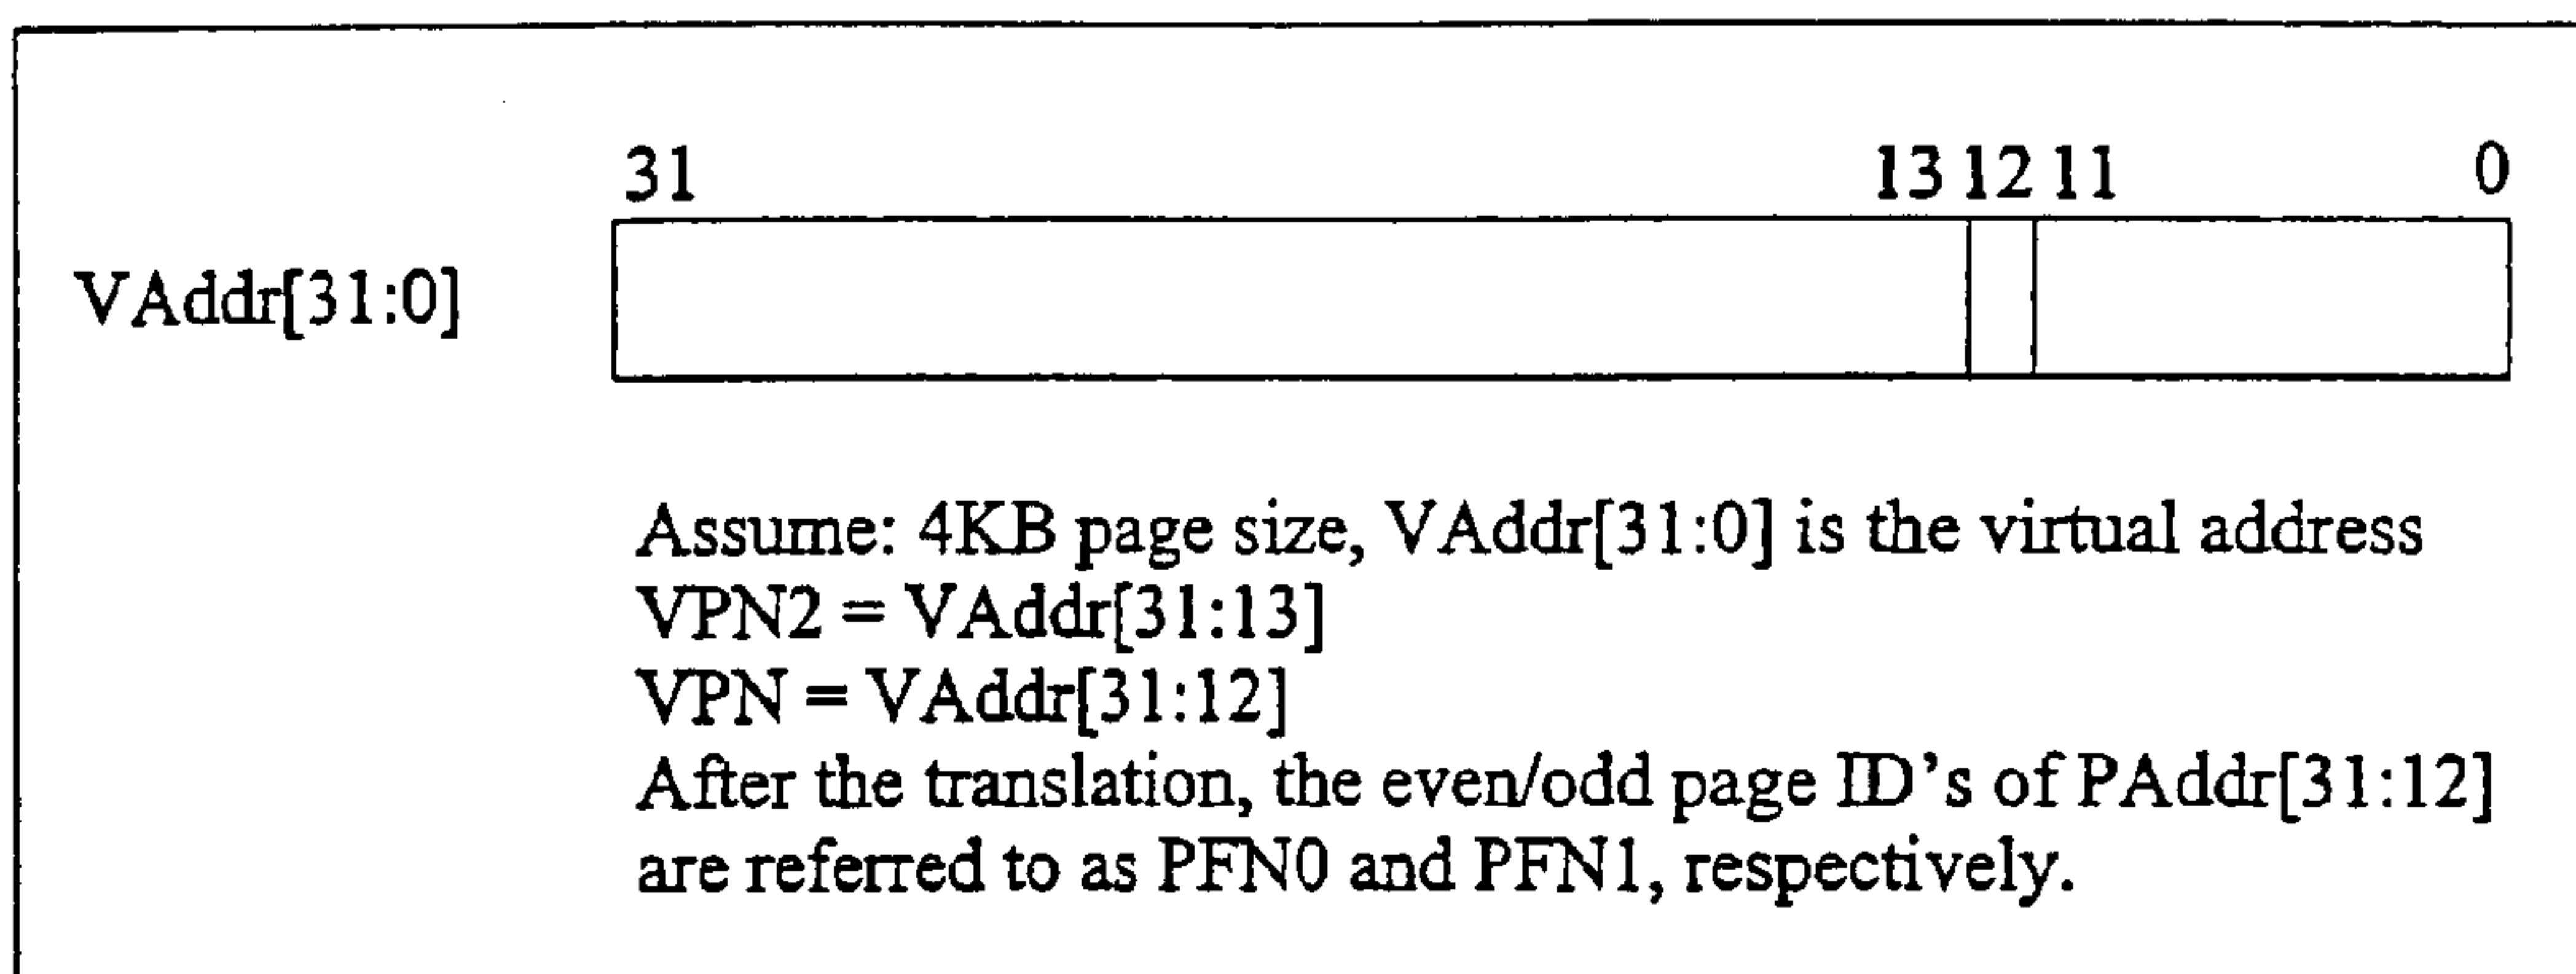 31 13 12 11 0
VAddr[31:0]
Assume: 4KB page size, VAddr[31:0] is the virtual address
VPN2 = VAddr[31:13]
VPN = VAddr[31:12]
After the translation, the even/odd page ID's of PAddr[31:12]
are referred to as PFN0 and PFN1, respectively.